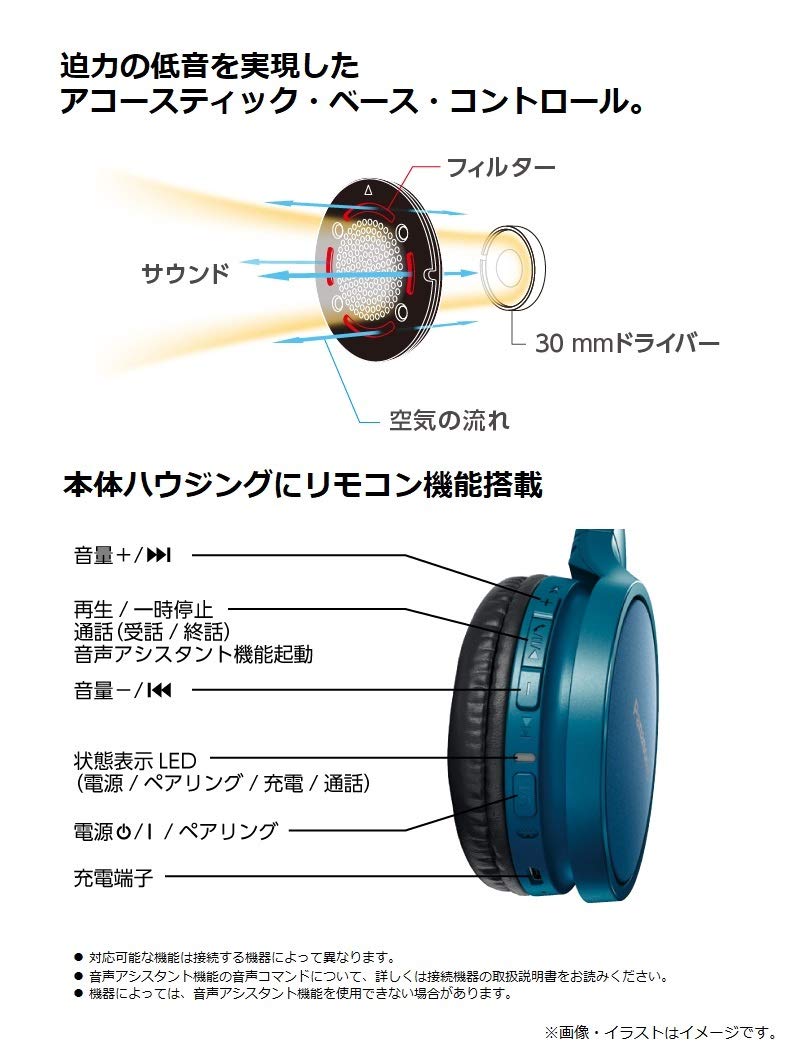 迫力の低音を実現した
アコースティック・ベース・コントロール。
フィルター
サウンド
30 mmドライバー
空気の流れ
本体ハウジングにリモコン機能搭載
音量＋/⏭
再生 / 一時停止
通話（受話 / 終話）
音声アシスタント機能起動
音量－/⏮
状態表示 LED
（電源 / ペアリング / 充電 / 通話）
電源⏻/I / ペアリング
充電端子
● 対応可能な機能は接続する機器によって異なります。
● 音声アシスタント機能の音声コマンドについて、詳しくは接続機器の取扱説明書をお読みください。
● 機器によっては、音声アシスタント機能を使用できない場合があります。
※画像・イラストはイメージです。